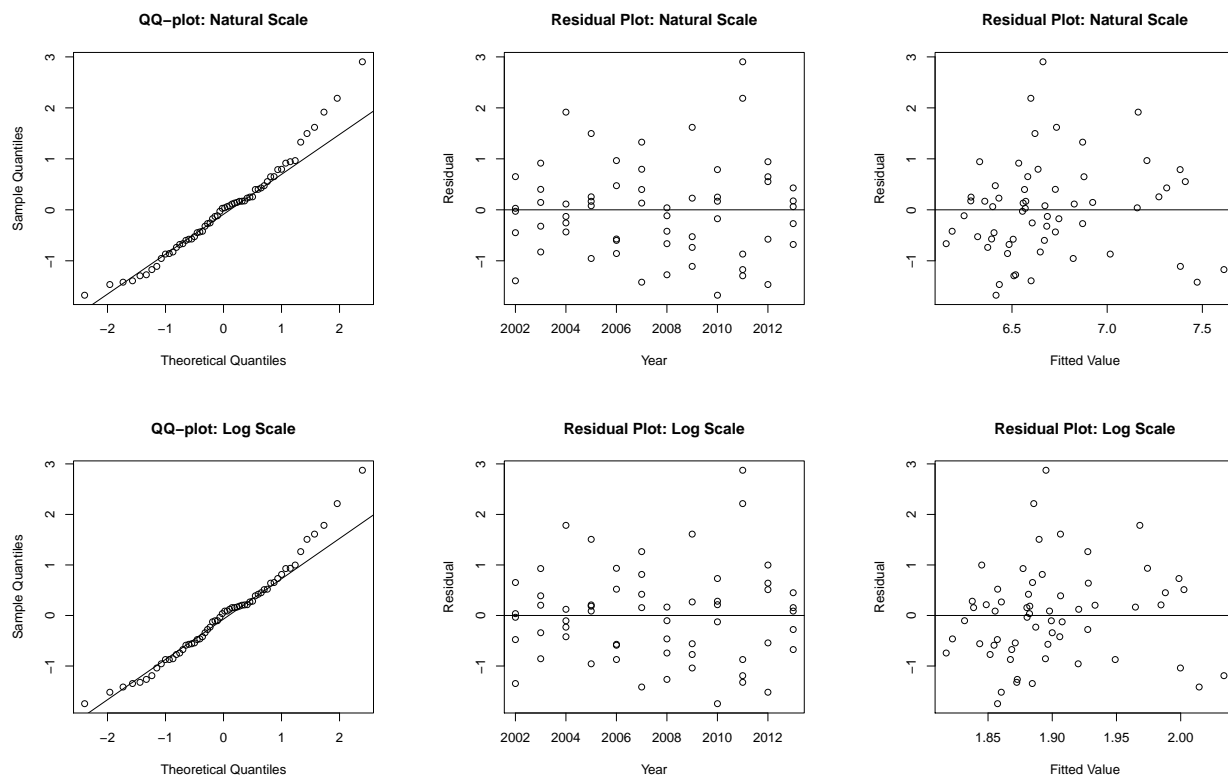 QQ−plot: Natural Scale
Sample Quantiles
3
2
1
0
−1
−2 −1 0 1 2
Theoretical Quantiles
Residual Plot: Natural Scale
Residual
3
2
1
0
−1
2002 2004 2006 2008 2010 2012
Year
Residual Plot: Natural Scale
Residual
3
2
1
0
−1
6.5 7.0 7.5
Fitted Value
QQ−plot: Log Scale
Sample Quantiles
3
2
1
0
−1
−2 −1 0 1 2
Theoretical Quantiles
Residual Plot: Log Scale
Residual
3
2
1
0
−1
2002 2004 2006 2008 2010 2012
Year
Residual Plot: Log Scale
Residual
3
2
1
0
−1
1.85 1.90 1.95 2.00
Fitted Value